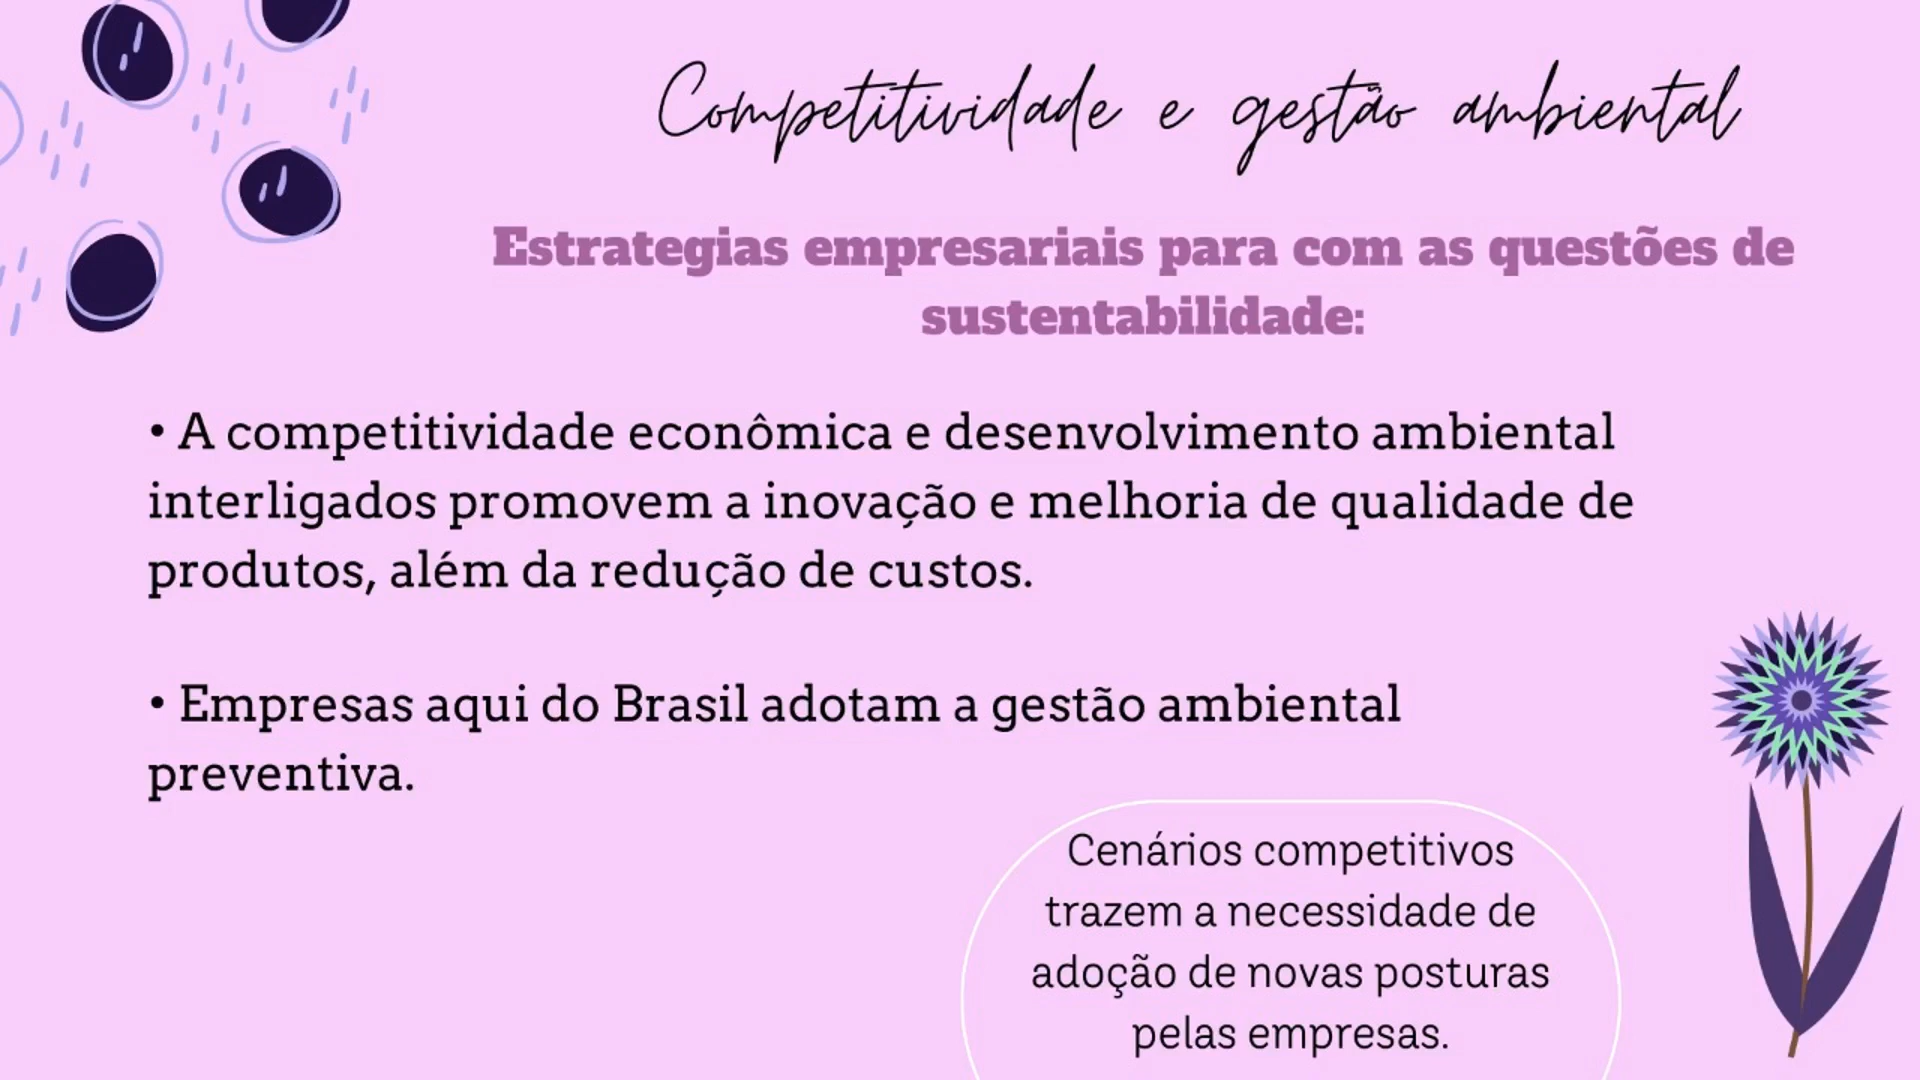 Competitividade e gestão ambiental
Estrategias empresariais para com as questões de
sustentabilidade:
• A competitividade econômica e desenvolvimento ambiental
interligados promovem a inovação e melhoria de qualidade de
produtos, além da redução de custos.
• Empresas aqui do Brasil adotam a gestão ambiental
preventiva.
Cenários competitivos
trazem a necessidade de
adoção de novas posturas
pelas empresas.